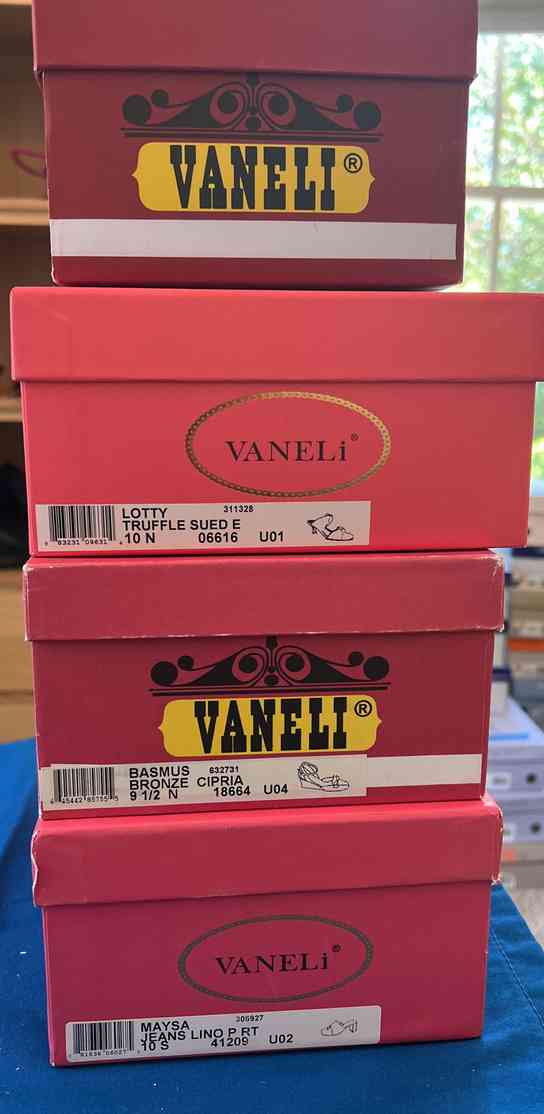 VANELI®
VANELi®
LOTTY 311328
TRUFFLE SUED E
10 N 06616 U01
VANELI®
BASMUS 632731
BRONZE CIPRIA
9 1/2 N 18664 U04
VANELi®
MAYSA 306927
JEANS LINO P RT
10 S 41209 U02